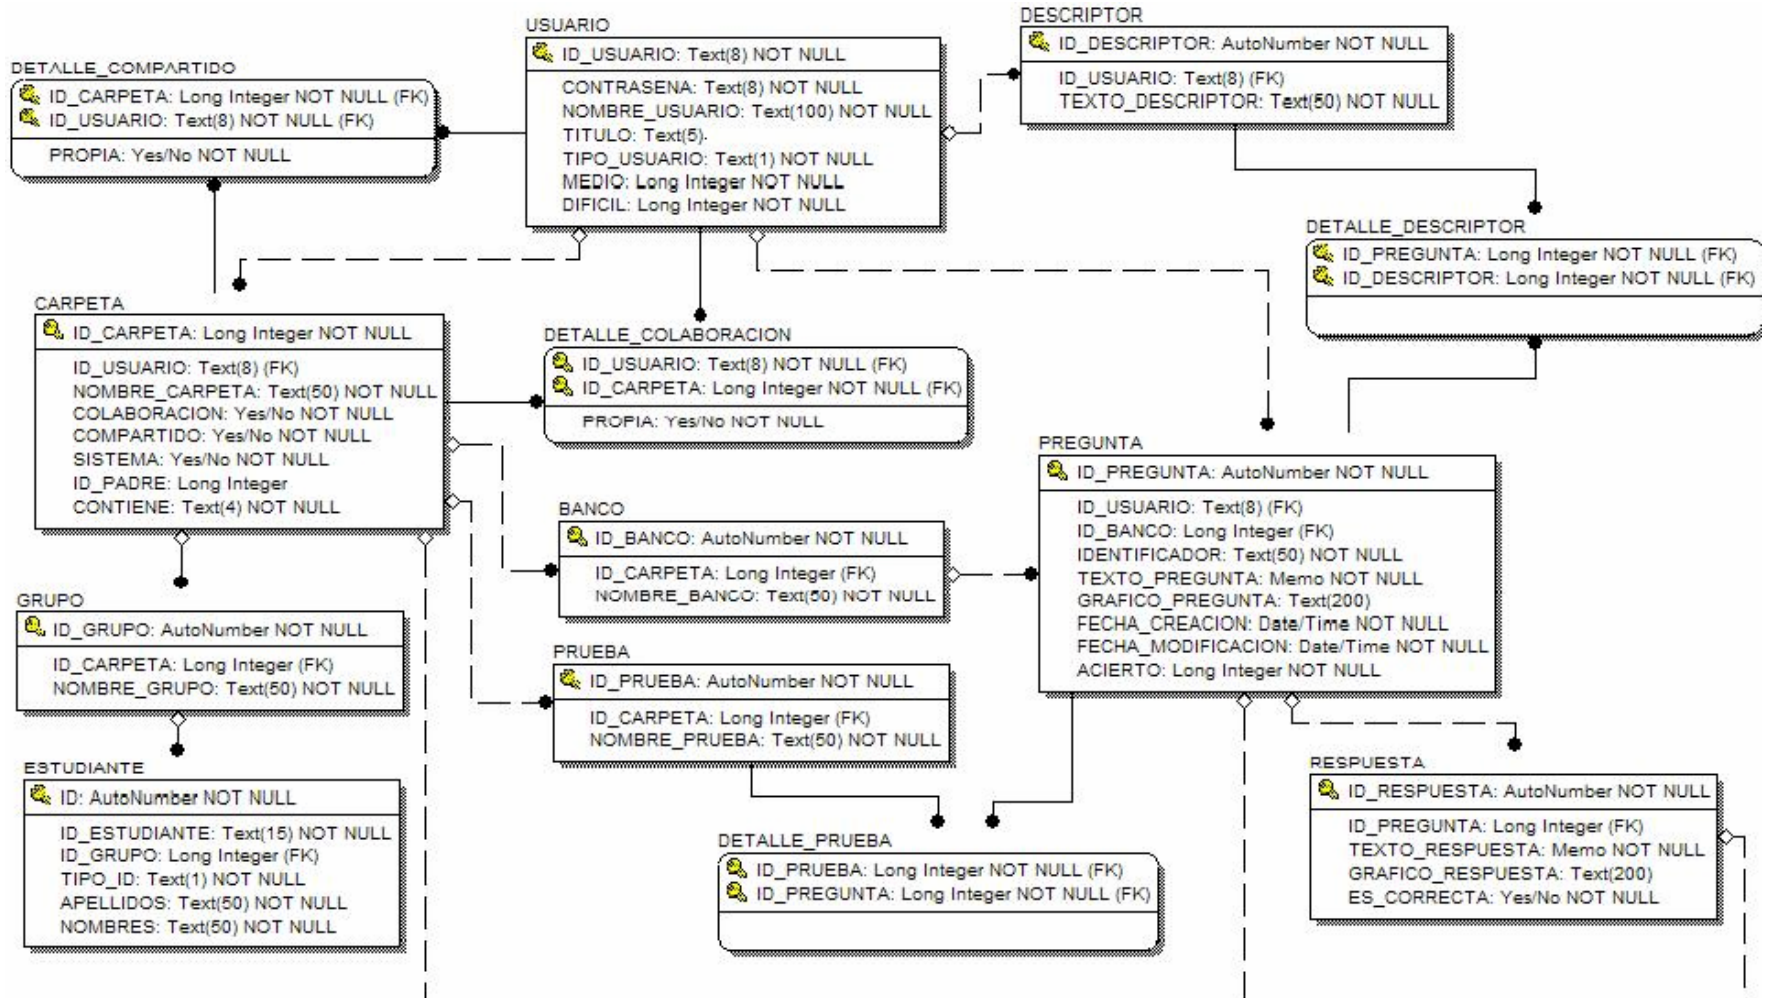 USUARIO
ID_USUARIO: Text(8) NOT NULL
CONTRASENA: Text(8) NOT NULL
NOMBRE_USUARIO: Text(100) NOT NULL
TITULO: Text(5)
TIPO_USUARIO: Text(1) NOT NULL
MEDIO: Long Integer NOT NULL
DIFICIL: Long Integer NOT NULL
DESCRIPTOR
ID_DESCRIPTOR: AutoNumber NOT NULL
ID_USUARIO: Text(8) (FK)
TEXTO_DESCRIPTOR: Text(50) NOT NULL
DETALLE_COMPARTIDO
ID_CARPETA: Long Integer NOT NULL (FK)
ID_USUARIO: Text(8) NOT NULL (FK)
PROPIA: Yes/No NOT NULL
DETALLE_DESCRIPTOR
ID_PREGUNTA: Long Integer NOT NULL (FK)
ID_DESCRIPTOR: Long Integer NOT NULL (FK)
CARPETA
ID_CARPETA: Long Integer NOT NULL
ID_USUARIO: Text(8) (FK)
NOMBRE_CARPETA: Text(50) NOT NULL
COLABORACION: Yes/No NOT NULL
COMPARTIDO: Yes/No NOT NULL
SISTEMA: Yes/No NOT NULL
ID_PADRE: Long Integer
CONTIENE: Text(4) NOT NULL
DETALLE_COLABORACION
ID_USUARIO: Text(8) NOT NULL (FK)
ID_CARPETA: Long Integer NOT NULL (FK)
PROPIA: Yes/No NOT NULL
PREGUNTA
ID_PREGUNTA: AutoNumber NOT NULL
ID_USUARIO: Text(8) (FK)
ID_BANCO: Long Integer (FK)
IDENTIFICADOR: Text(50) NOT NULL
TEXTO_PREGUNTA: Memo NOT NULL
GRAFICO_PREGUNTA: Text(200)
FECHA_CREACION: Date/Time NOT NULL
FECHA_MODIFICACION: Date/Time NOT NULL
ACIERTO: Long Integer NOT NULL
BANCO
ID_BANCO: AutoNumber NOT NULL
ID_CARPETA: Long Integer (FK)
NOMBRE_BANCO: Text(50) NOT NULL
GRUPO
ID_GRUPO: AutoNumber NOT NULL
ID_CARPETA: Long Integer (FK)
NOMBRE_GRUPO: Text(50) NOT NULL
PRUEBA
ID_PRUEBA: AutoNumber NOT NULL
ID_CARPETA: Long Integer (FK)
NOMBRE_PRUEBA: Text(50) NOT NULL
ESTUDIANTE
ID: AutoNumber NOT NULL
ID_ESTUDIANTE: Text(15) NOT NULL
ID_GRUPO: Long Integer (FK)
TIPO_ID: Text(1) NOT NULL
APELLIDOS: Text(50) NOT NULL
NOMBRES: Text(50) NOT NULL
DETALLE_PRUEBA
ID_PRUEBA: Long Integer NOT NULL (FK)
ID_PREGUNTA: Long Integer NOT NULL (FK)
RESPUESTA
ID_RESPUESTA: AutoNumber NOT NULL
ID_PREGUNTA: Long Integer (FK)
TEXTO_RESPUESTA: Memo NOT NULL
GRAFICO_RESPUESTA: Text(200)
ES_CORRECTA: Yes/No NOT NULL